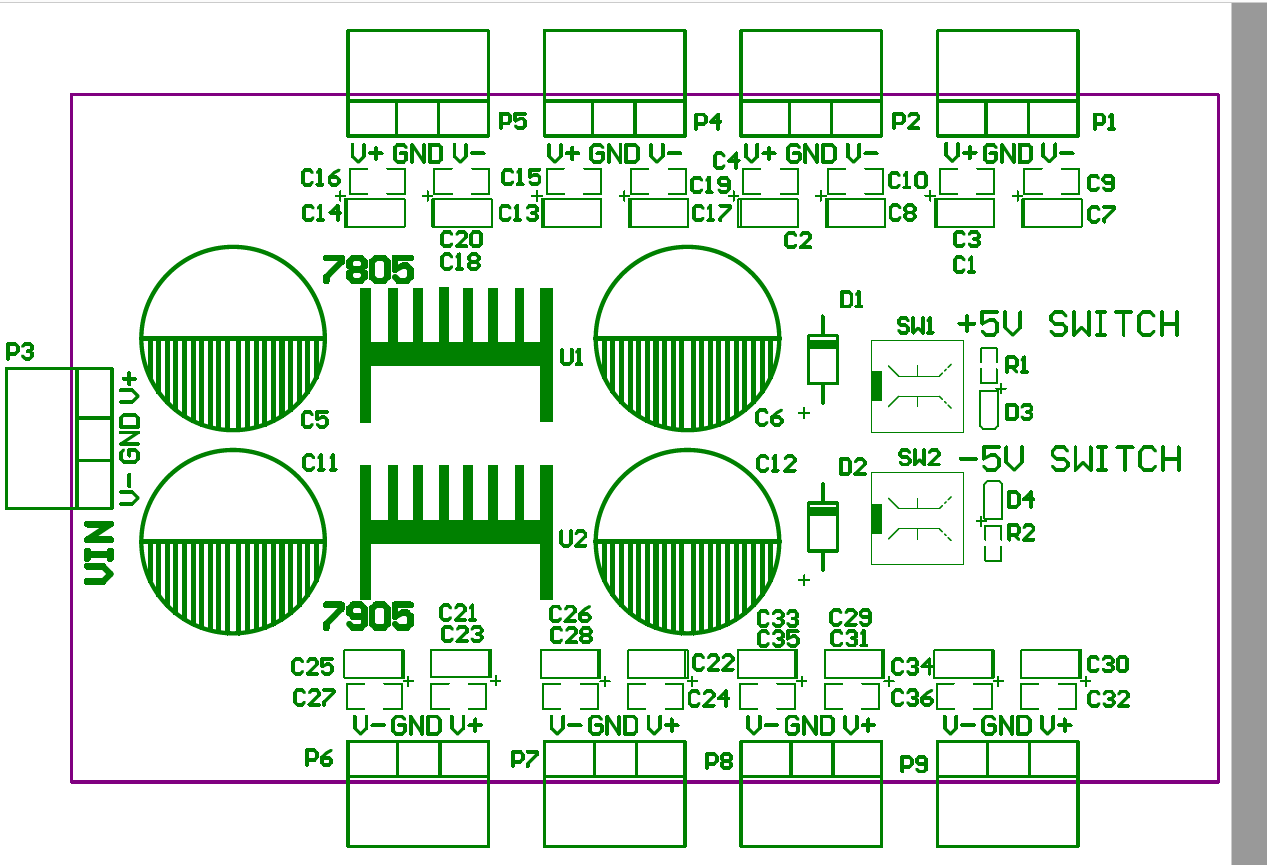 P5 P4 P2 P1
V+ GND V- V+ GND V- V+ GND V- V+ GND V-
C4
C16 C15 C19 C10 C9
C14 C13 C17 C8 C7
C20 C2 C3
C18 C1
7805
D1
SW1 +5V SWITCH
P3 U1 R1
V+ GND V-
C5 C6 D3
C11 C12 D2 SW2 -5V SWITCH
D4
VIN U2 R2
7905
C21 C26 C33 C29
C23 C28 C35 C31
C25 C22 C34 C30
C27 C24 C36 C32
V- GND V+ V- GND V+ V- GND V+ V- GND V+
P6 P7 P8 P9